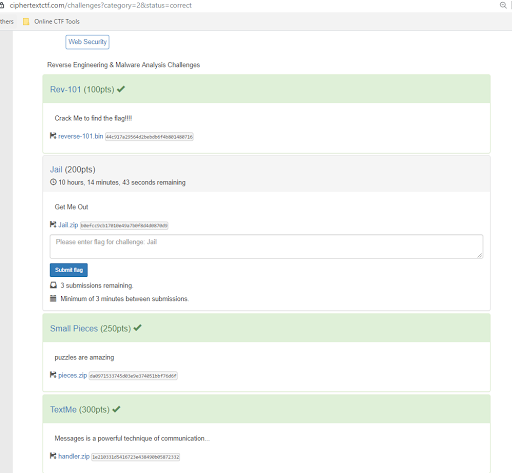 ciphertextctf.com/challenges?category=2&status=correct
thers Online CTF Tools
Web Security
Reverse Engineering & Malware Analysis Challenges
Rev-101 (100pts)
Crack Me to find the flag!!!!
reverse-101.bin
Jail (200pts)
10 hours, 14 minutes, 43 seconds remaining
Get Me Out
Jail.zip
Please enter flag for challenge: Jail
Submit flag
3 submissions remaining.
Minimum of 3 minutes between submissions.
Small Pieces (250pts)
puzzles are amazing
pieces.zip
TextMe (300pts)
Messages is a powerful technique of communication...
handler.zip